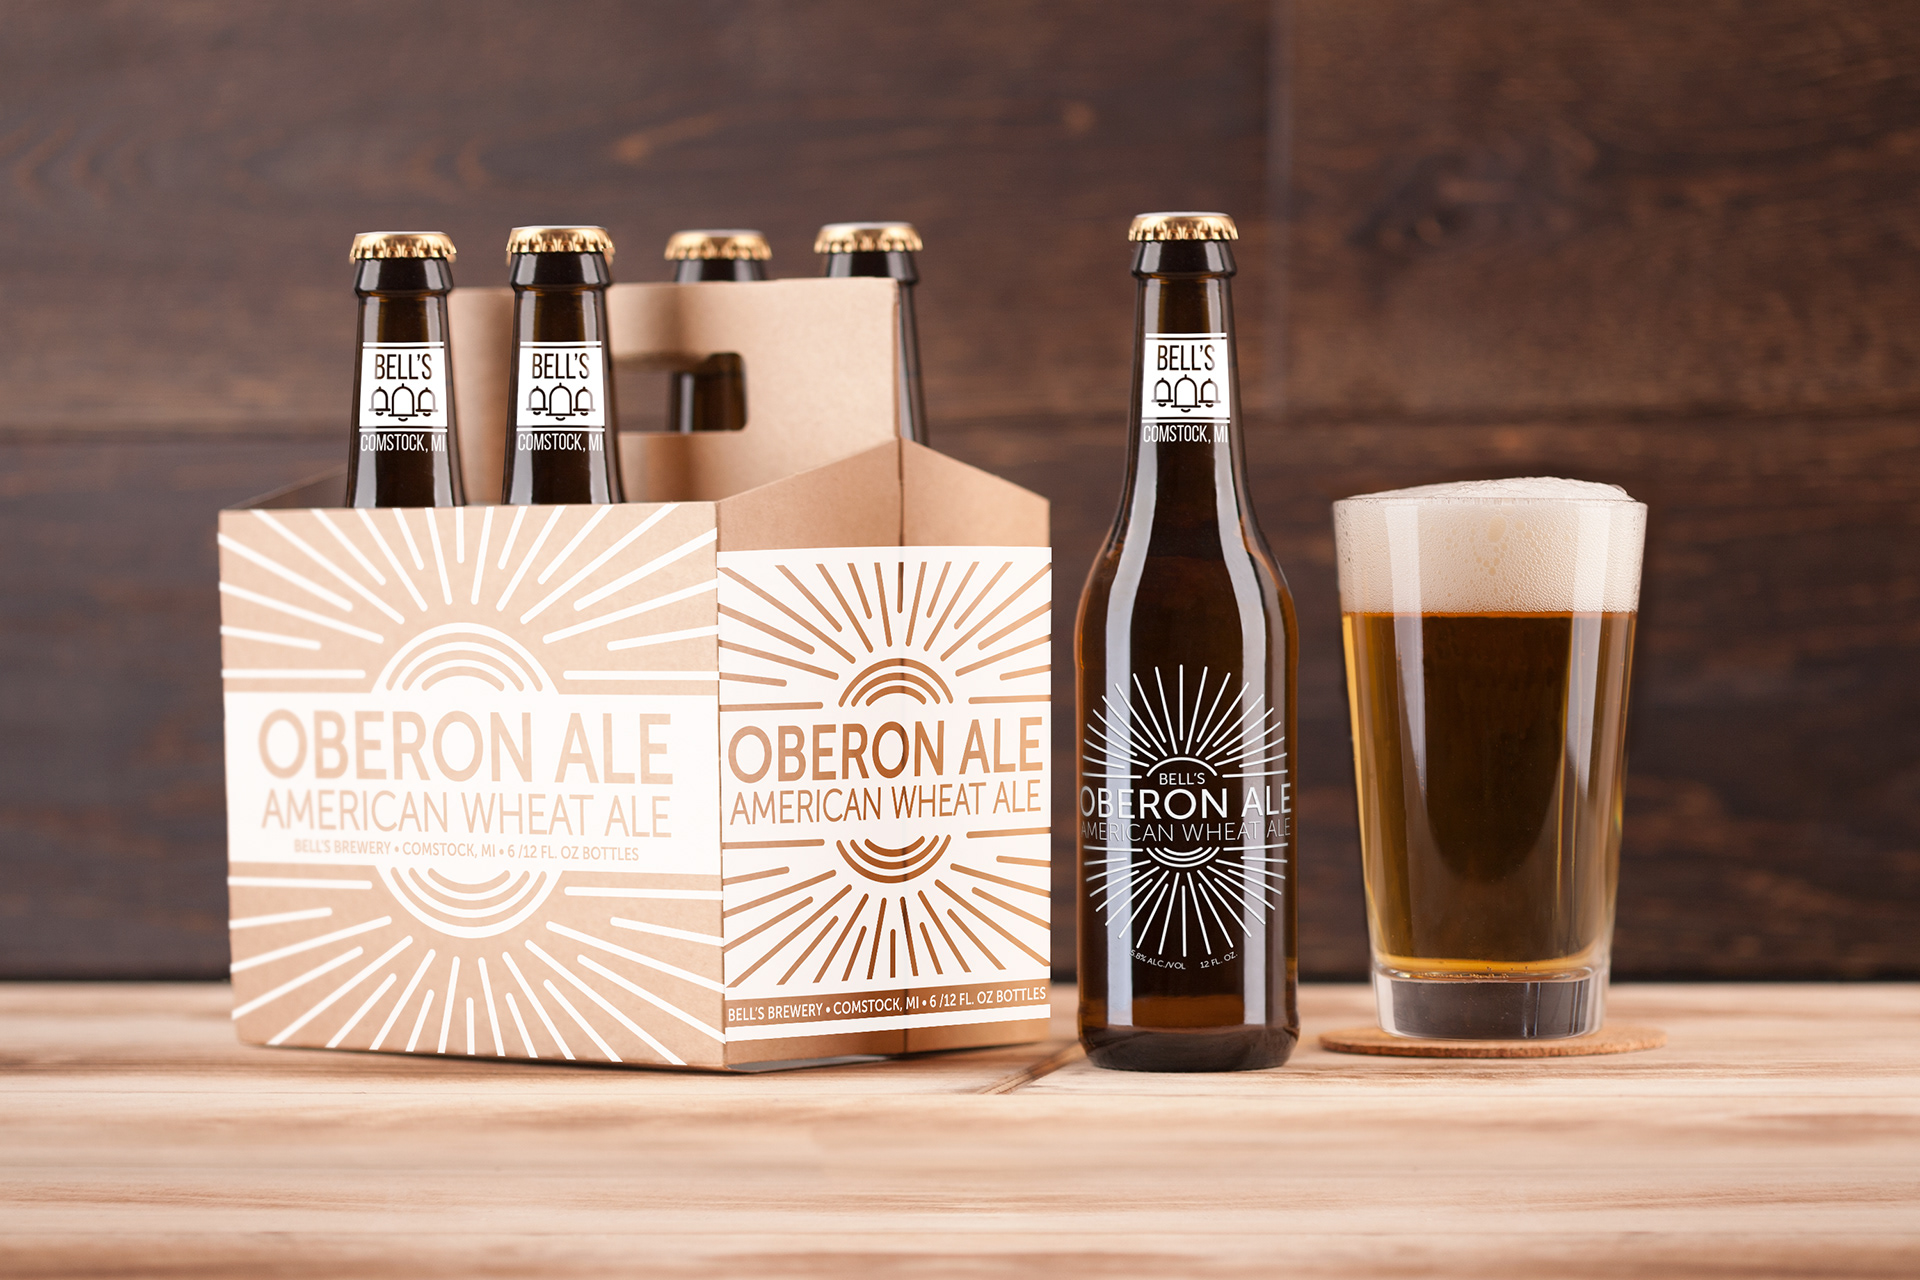 BELL'S
COMSTOCK, MI
BELL'S
COMSTOCK, MI
BELL'S
COMSTOCK, MI
OBERON ALE
AMERICAN WHEAT ALE
BELL'S BREWERY • COMSTOCK, MI • 6 /12 FL. OZ BOTTLES
OBERON ALE
AMERICAN WHEAT ALE
BELL'S BREWERY • COMSTOCK, MI • 6 /12 FL. OZ BOTTLES
BELL'S
OBERON ALE
AMERICAN WHEAT ALE
5.8% ALC./VOL 12 FL. OZ.